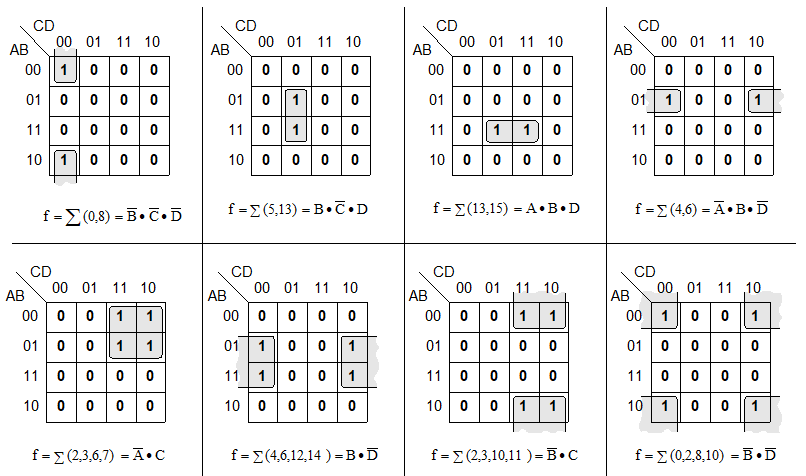 CD
AB 00 01 11 10
00 1 0 0 0
01 0 0 0 0
11 0 0 0 0
10 1 0 0 0
f = ∑(0,8) = B̅ • C̅ • D̅
CD
AB 00 01 11 10
00 0 0 0 0
01 0 1 0 0
11 0 1 0 0
10 0 0 0 0
f = ∑(5,13) = B • C̅ • D
CD
AB 00 01 11 10
00 0 0 0 0
01 0 0 0 0
11 0 1 1 0
10 0 0 0 0
f = ∑(13,15) = A • B • D
CD
AB 00 01 11 10
00 0 0 0 0
01 1 0 0 1
11 0 0 0 0
10 0 0 0 0
f = ∑(4,6) = A̅ • B • D̅
CD
AB 00 01 11 10
00 0 0 1 1
01 0 0 1 1
11 0 0 0 0
10 0 0 0 0
f = ∑(2,3,6,7) = A̅ • C
CD
AB 00 01 11 10
00 0 0 0 0
01 1 0 0 1
11 1 0 0 1
10 0 0 0 0
f = ∑(4,6,12,14 ) = B • D̅
CD
AB 00 01 11 10
00 0 0 1 1
01 0 0 0 0
11 0 0 0 0
10 0 0 1 1
f = ∑(2,3,10,11 ) = B̅ • C
CD
AB 00 01 11 10
00 1 0 0 1
01 0 0 0 0
11 0 0 0 0
10 1 0 0 1
f = ∑(0,2,8,10) = B̅ • D̅